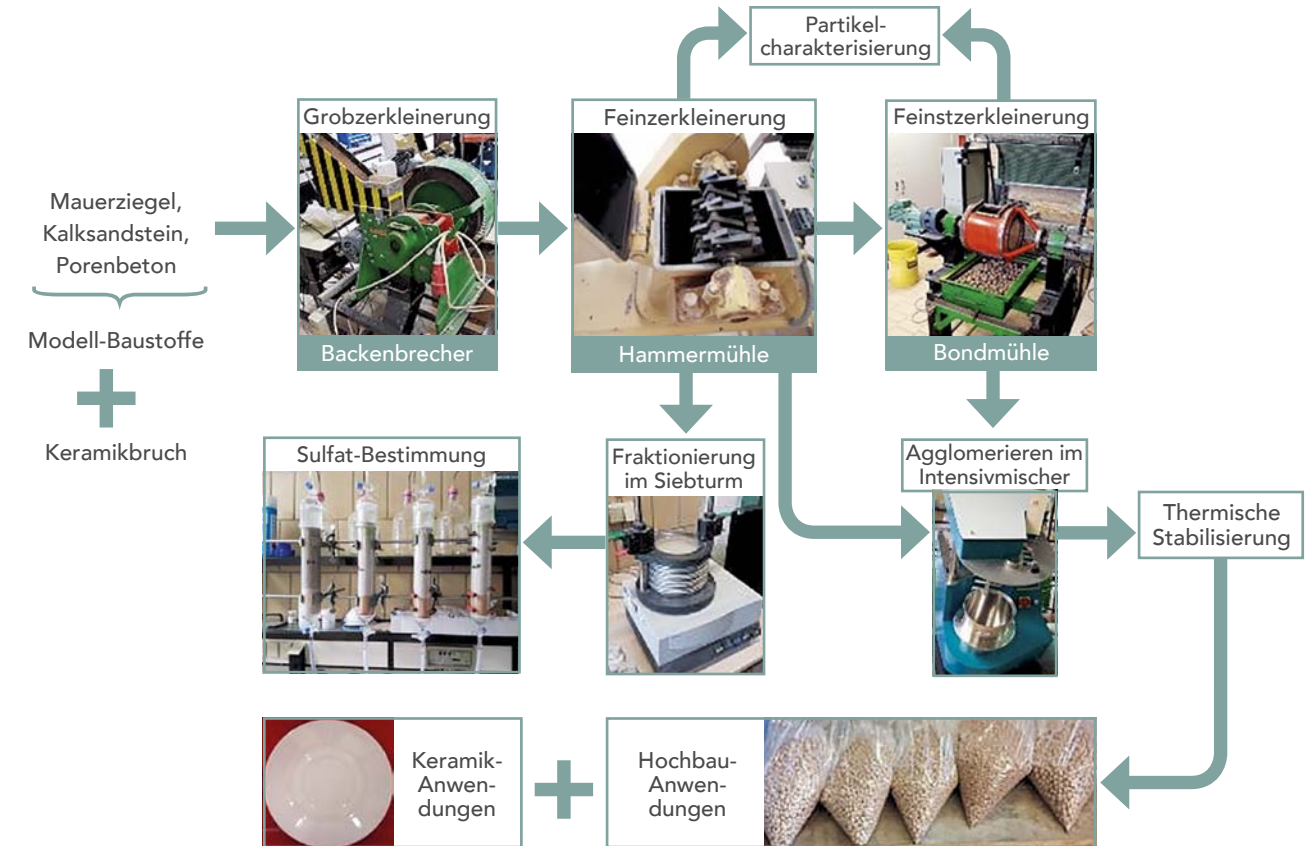 Partikel-
charakterisierung
Grobzerkleinerung
Feinzerkleinerung
Feinstzerkleinerung
Mauerziegel,
Kalksandstein,
Porenbeton
Modell-Baustoffe
Keramikbruch
Backenbrecher
Hammermühle
Bondmühle
Sulfat-Bestimmung
Fraktionierung
im Siebturm
Agglomerieren im
Intensivmischer
Thermische
Stabilisierung
Keramik-
Anwen-
dungen
Hochbau-
Anwen-
dungen